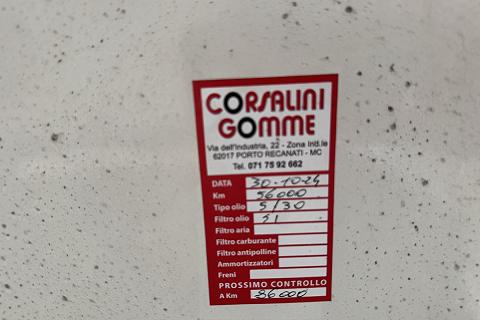 CORSALINI
GOMME
Via dell'Industria, 22 - Zona Ind.le
62017 PORTO RECANATI - MC
Tel. 071 75 92 662
DATA 30-10-24
Km 56000
Tipo olio 5/30
Filtro olio SI
Filtro aria
Filtro carburante
Filtro antipolline
Ammortizzatori
Freni
PROSSIMO CONTROLLO
A Km 86000